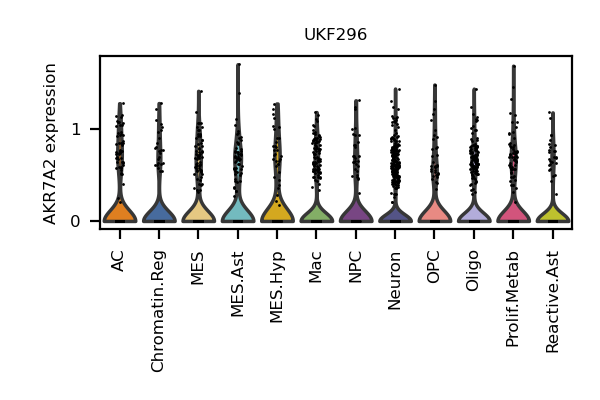 UKF296
AKR7A2 expression
1
0
AC
Chromatin.Reg
MES
MES.Ast
MES.Hyp
Mac
NPC
Neuron
OPC
Oligo
Prolif.Metab
Reactive.Ast